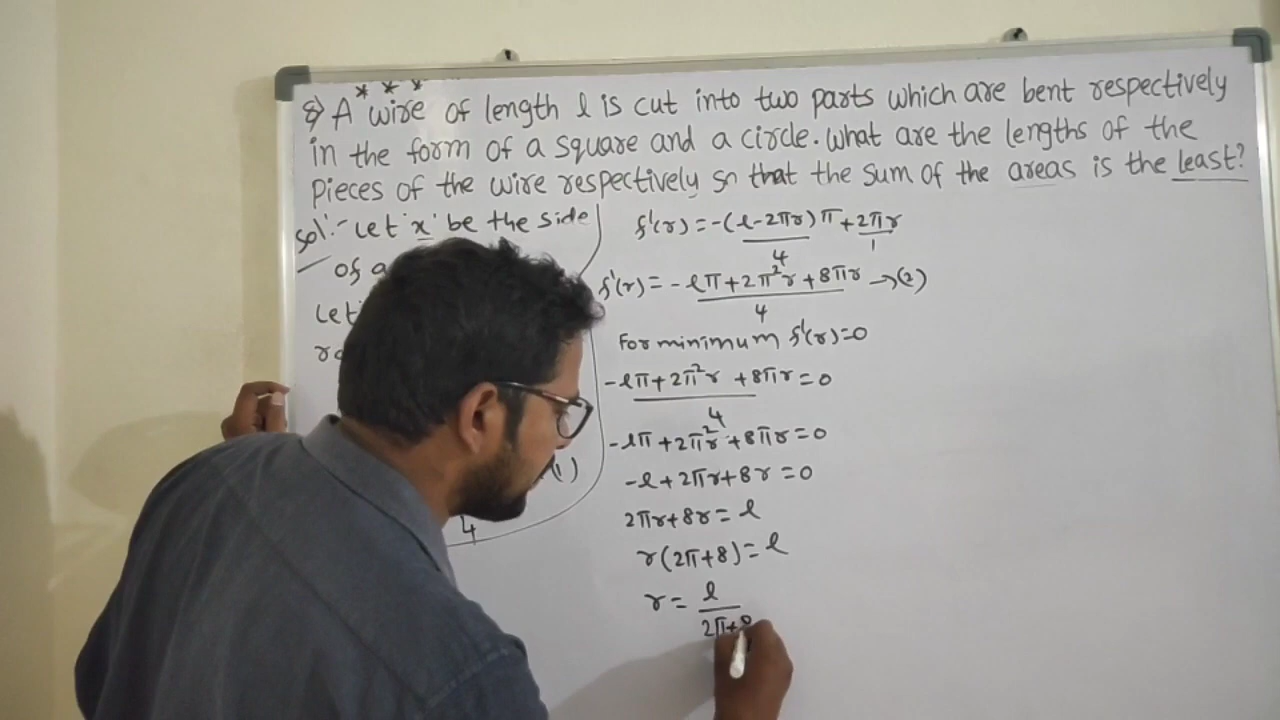 * * *
8) A wire of length l is cut into two parts which are bent respectively
in the form of a square and a circle. what are the lengths of the
Pieces of the wire respectively so that the sum of the areas is the least?
Sol:- Let 'x' be the side
of a
Let
(1)
4
f'(r) = -(l-2πr)π/4 + 2πr/1
f'(r) = -lπ+2π²r+8πr/4 →(2)
For minimum f'(r)=0
-lπ+2π²r+8πr/4=0
-lπ+2π²r+8πr=0
-l+2πr+8r=0
2πr+8r=l
r(2π+8)=l
r=l/2π+8